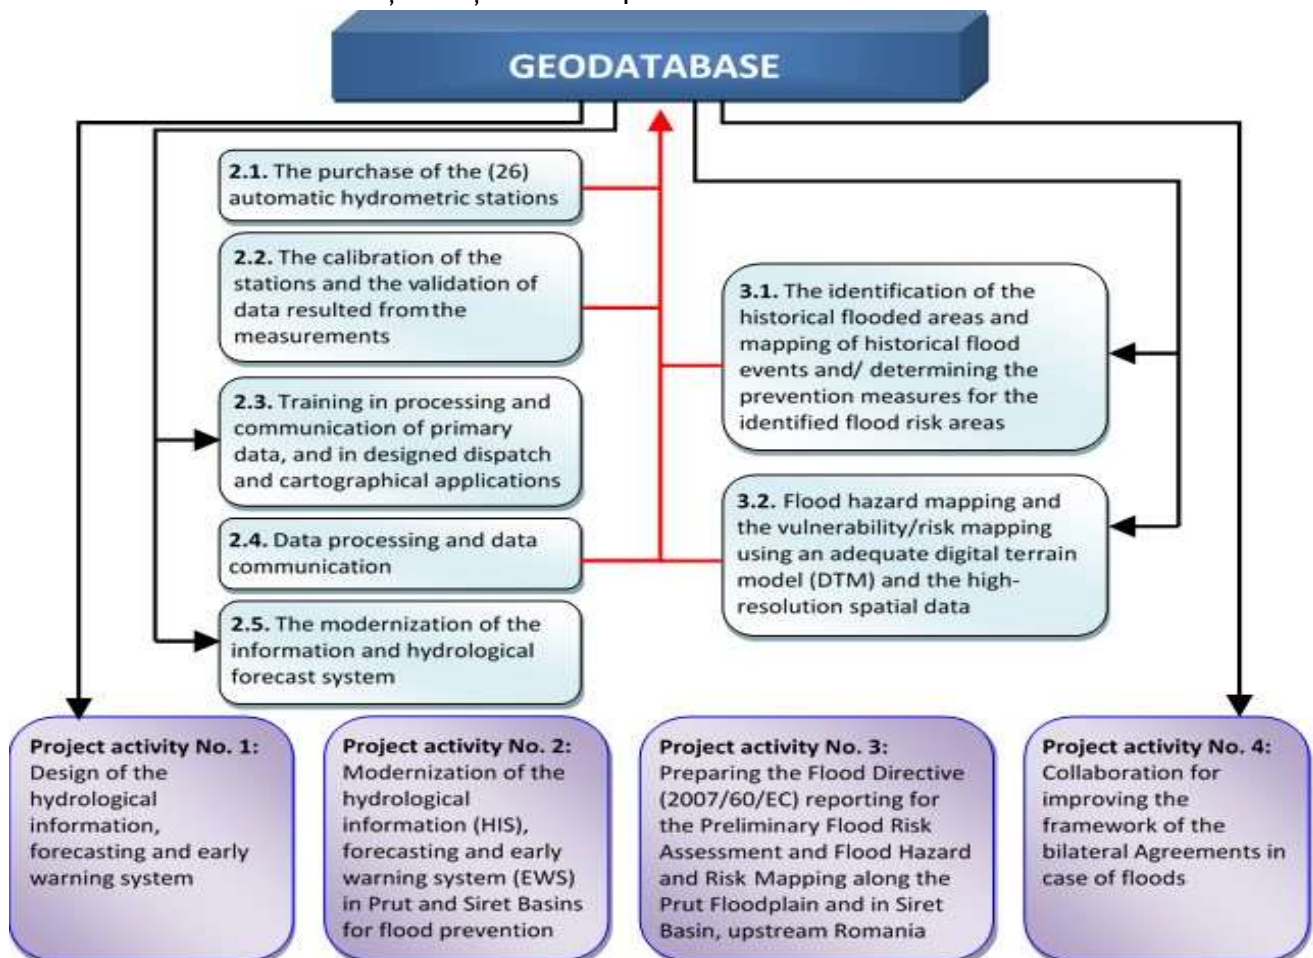 GEODATABASE
2.1. The purchase of the (26)
automatic hydrometric stations
2.2. The calibration of the
stations and the validation of
data resulted from the
measurements
2.3. Training in processing and
communication of primary
data, and in designed dispatch
and cartographical applications
2.4. Data processing and data
communication
2.5. The modernization of the
information and hydrological
forecast system
3.1. The identification of the
historical flooded areas and
mapping of historical flood
events and/ determining the
prevention measures for the
identified flood risk areas
3.2. Flood hazard mapping and
the vulnerability/risk mapping
using an adequate digital terrain
model (DTM) and the high-
resolution spatial data
Project activity No. 1:
Design of the
hydrological
information,
forecasting and early
warning system
Project activity No. 2:
Modernization of the
hydrological
information (HIS),
forecasting and early
warning system (EWS)
in Prut and Siret Basins
for flood prevention
Project activity No. 3:
Preparing the Flood Directive
(2007/60/EC) reporting for
the Preliminary Flood Risk
Assessment and Flood Hazard
and Risk Mapping along the
Prut Floodplain and in Siret
Basin, upstream Romania
Project activity No. 4:
Collaboration for
improving the
framework of the
bilateral Agreements in
case of floods